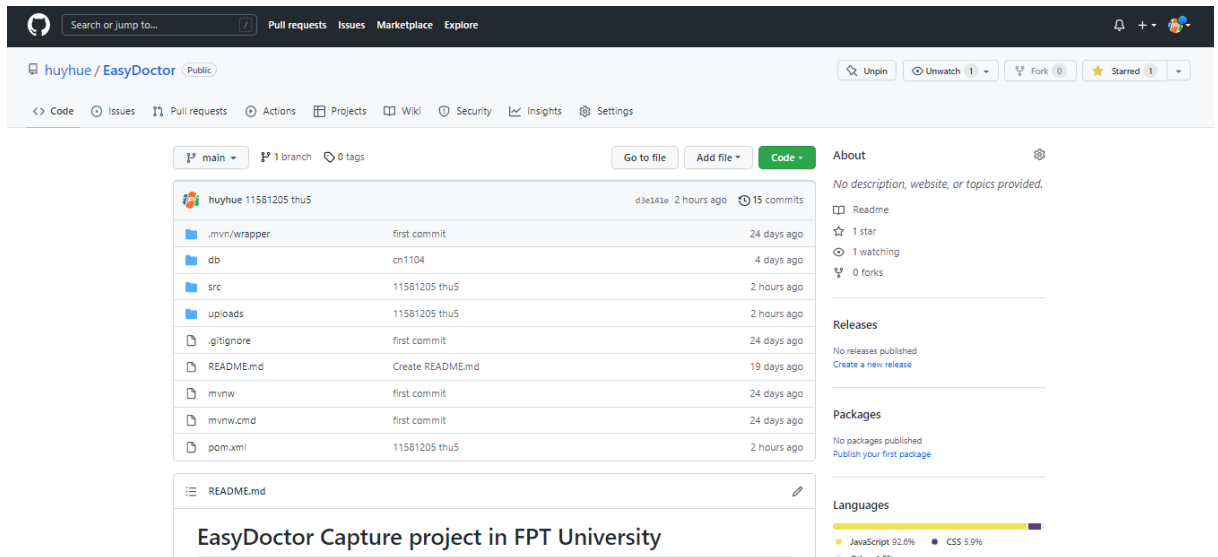 Search or jump to... / Pull requests Issues Marketplace Explore
huyhue / EasyDoctor Public Unpin Unwatch 1 Fork 0 Starred 1
Code Issues Pull requests Actions Projects Wiki Security Insights Settings
main 1 branch 0 tags Go to file Add file Code
huyhue 11581205 thu5 d3e141e 2 hours ago 15 commits
.mvn/wrapper first commit 24 days ago
db cn1104 4 days ago
src 11581205 thu5 2 hours ago
uploads 11581205 thu5 2 hours ago
.gitignore first commit 24 days ago
README.md Create README.md 19 days ago
mvnw first commit 24 days ago
mvnw.cmd first commit 24 days ago
pom.xml 11581205 thu5 2 hours ago
README.md
EasyDoctor Capture project in FPT University
About
No description, website, or topics provided.
Readme
1 star
1 watching
0 forks
Releases
No releases published
Create a new release
Packages
No packages published
Publish your first package
Languages
JavaScript 92.6% CSS 5.9%